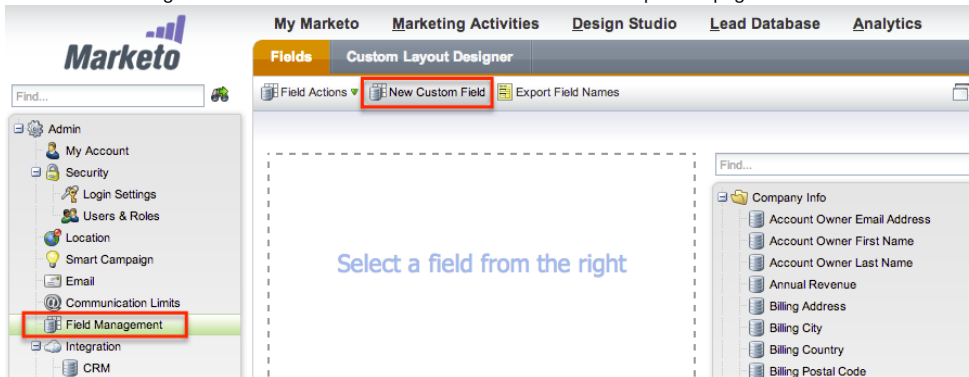 My Marketo Marketing Activities Design Studio Lead Database Analytics
Marketo
Fields Custom Layout Designer
Find...
Field Actions New Custom Field Export Field Names
Admin
My Account
Security
Login Settings
Users & Roles
Location
Smart Campaign
Email
Communication Limits
Field Management
Integration
CRM
Select a field from the right
Find...
Company Info
Account Owner Email Address
Account Owner First Name
Account Owner Last Name
Annual Revenue
Billing Address
Billing City
Billing Country
Billing Postal Code